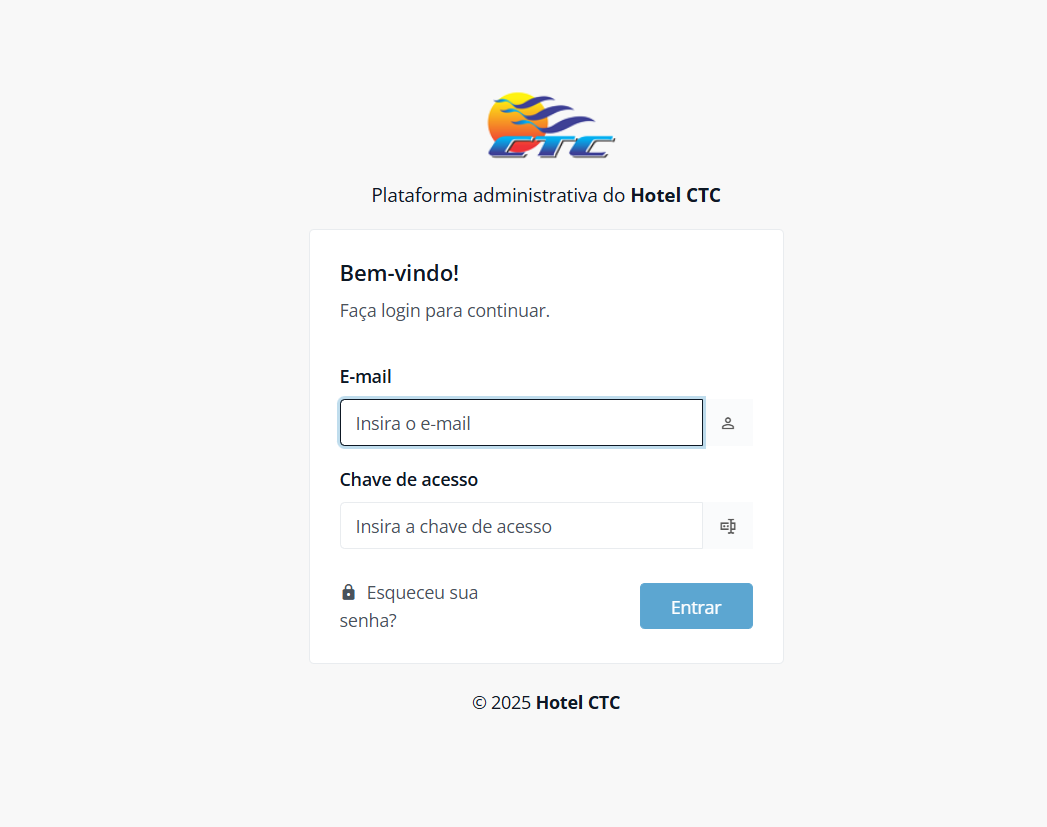 CTC
Plataforma administrativa do Hotel CTC
Bem-vindo!
Faça login para continuar.
E-mail
Insira o e-mail
Chave de acesso
Insira a chave de acesso
Esqueceu sua
senha?
Entrar
© 2025 Hotel CTC